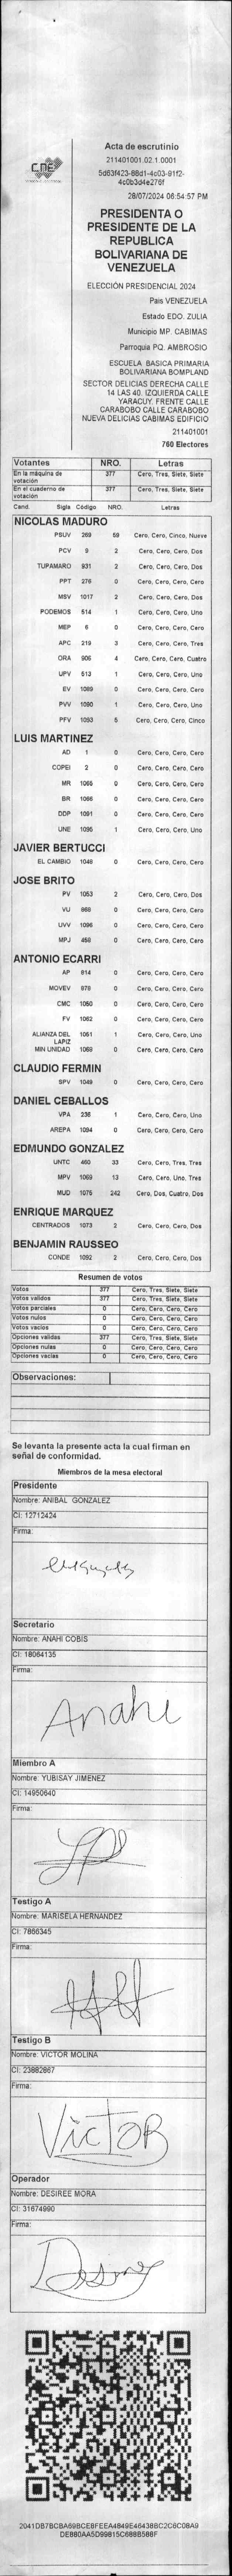 CNE
Acta de escrutinio
211401001.02.1.0001
28/07/2024 06:54:57 PM
PRESIDENTA O
PRESIDENTE DE LA
REPUBLICA
BOLIVARIANA DE
VENEZUELA
ELECCIÓN PRESIDENCIAL 2024
Pais VENEZUELA
Estado EDO. ZULIA
Municipio MP. CABIMAS
Parroquia PQ. AMBROSIO
ESCUELA BASICA PRIMARIA
BOLIVARIANA BOMPLAND
SECTOR DELICIAS DERECHA CALLE
14 LAS 40. IZQUIERDA CALLE
YARACUY. FRENTE CALLE
CARABOBO CALLE CARABOBO
NUEVA DELICIAS CABIMAS EDIFICIO
211401001
760 Electores
Votantes NRO. Letras
En la máquina de votación 377 Cero, Tres, Siete, Siete
En el cuaderno de votación 377 Cero, Tres, Siete, Siete
Cand. Sigla Código NRO. Letras
NICOLAS MADURO
PSUV 269 59 Cero, Cero, Cinco, Nueve
PCV 9 2 Cero, Cero, Cero, Dos
TUPAMARO 931 2 Cero, Cero, Cero, Dos
PPT 276 0 Cero, Cero, Cero, Cero
MSV 1017 2 Cero, Cero, Cero, Dos
PODEMOS 514 1 Cero, Cero, Cero, Uno
MEP 6 0 Cero, Cero, Cero, Cero
APC 219 3 Cero, Cero, Cero, Tres
ORA 906 4 Cero, Cero, Cero, Cuatro
UPV 513 1 Cero, Cero, Cero, Uno
EV 1089 0 Cero, Cero, Cero, Cero
PVV 1090 1 Cero, Cero, Cero, Uno
PFV 1093 5 Cero, Cero, Cero, Cinco
LUIS MARTINEZ
AD 1 0 Cero, Cero, Cero, Cero
COPEI 2 0 Cero, Cero, Cero, Cero
MR 1065 0 Cero, Cero, Cero, Cero
BR 1066 0 Cero, Cero, Cero, Cero
DDP 1091 0 Cero, Cero, Cero, Cero
UNE 1095 1 Cero, Cero, Cero, Uno
JAVIER BERTUCCI
EL CAMBIO 1048 0 Cero, Cero, Cero, Cero
JOSE BRITO
PV 1053 2 Cero, Cero, Cero, Dos
VU 868 0 Cero, Cero, Cero, Cero
UVV 1096 0 Cero, Cero, Cero, Cero
MPJ 458 0 Cero, Cero, Cero, Cero
ANTONIO ECARRI
AP 814 0 Cero, Cero, Cero, Cero
MOVEV 878 0 Cero, Cero, Cero, Cero
CMC 1050 0 Cero, Cero, Cero, Cero
FV 1062 0 Cero, Cero, Cero, Cero
ALIANZA DEL LAPIZ 1051 1 Cero, Cero, Cero, Uno
MIN UNIDAD 1068 0 Cero, Cero, Cero, Cero
CLAUDIO FERMIN
SPV 1049 0 Cero, Cero, Cero, Cero
DANIEL CEBALLOS
VPA 236 1 Cero, Cero, Cero, Uno
AREPA 1094 0 Cero, Cero, Cero, Cero
EDMUNDO GONZALEZ
UNTC 460 33 Cero, Cero, Tres, Tres
MPV 1069 13 Cero, Cero, Uno, Tres
MUD 1075 242 Cero, Dos, Cuatro, Dos
ENRIQUE MARQUEZ
CENTRADOS 1073 2 Cero, Cero, Cero, Dos
BENJAMIN RAUSSEO
CONDE 1092 2 Cero, Cero, Cero, Dos
Resumen de votos
Votos 377 Cero, Tres, Siete, Siete
Votos validos 377 Cero, Tres, Siete, Siete
Votos parciales 0 Cero, Cero, Cero, Cero
Votos nulos 0 Cero, Cero, Cero, Cero
Votos vacios 0 Cero, Cero, Cero, Cero
Opciones validas 377 Cero, Tres, Siete, Siete
Opciones nulas 0 Cero, Cero, Cero, Cero
Opciones vacias 0 Cero, Cero, Cero, Cero
Observaciones:
Se levanta la presente acta la cual firman en
señal de conformidad.
Miembros de la mesa electoral
Presidente
Nombre: ANIBAL GONZALEZ
CI: 12712424
Firma:
Secretario
Nombre: ANAHI COBIS
CI: 18064135
Firma:
Anahi
Miembro A
Nombre: YUBISAY JIMENEZ
CI: 14950640
Firma:
Testigo A
Nombre: MARISELA HERNANDEZ
CI: 7866345
Firma:
Testigo B
Nombre: VICTOR MOLINA
CI: 23882867
Firma:
VictoR
Operador
Nombre: DESIREE MORA
CI: 31674990
Firma: